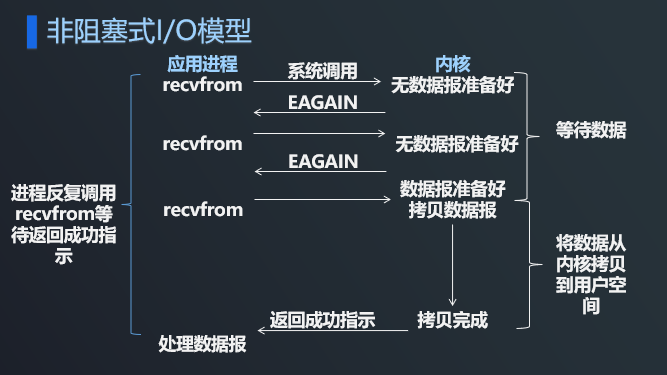 非阻塞式I/O模型
应用进程
系统调用
内核
recvfrom
无数据报准备好
EAGAIN
等待数据
recvfrom
无数据报准备好
EAGAIN
进程反复调用
recvfrom等
待返回成功指
示
数据报准备好
recvfrom
拷贝数据报
将数据从
内核拷贝
到用户空
间
返回成功指示
拷贝完成
处理数据报